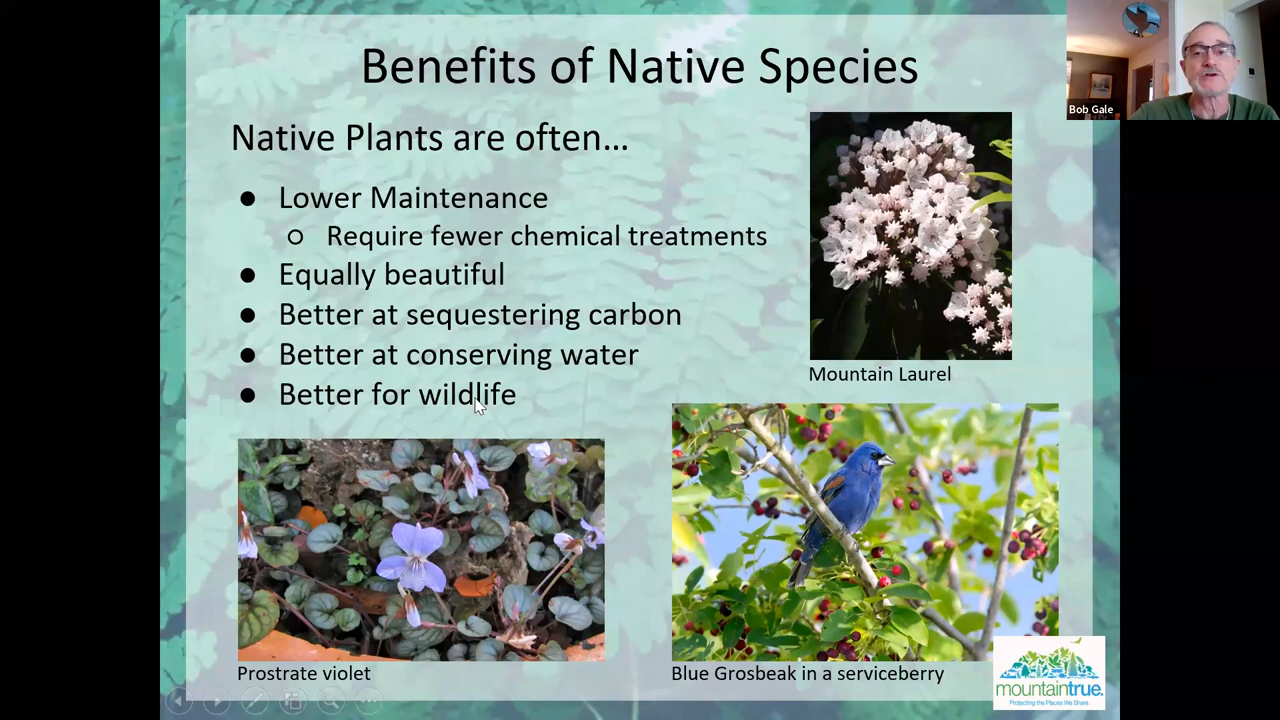 Benefits of Native Species
Bob Gale
Native Plants are often…
● Lower Maintenance
○ Require fewer chemical treatments
● Equally beautiful
● Better at sequestering carbon
● Better at conserving water
● Better for wildlife
Mountain Laurel
Prostrate violet
Blue Grosbeak in a serviceberry
mountaintrue.
Protecting the Places We Share